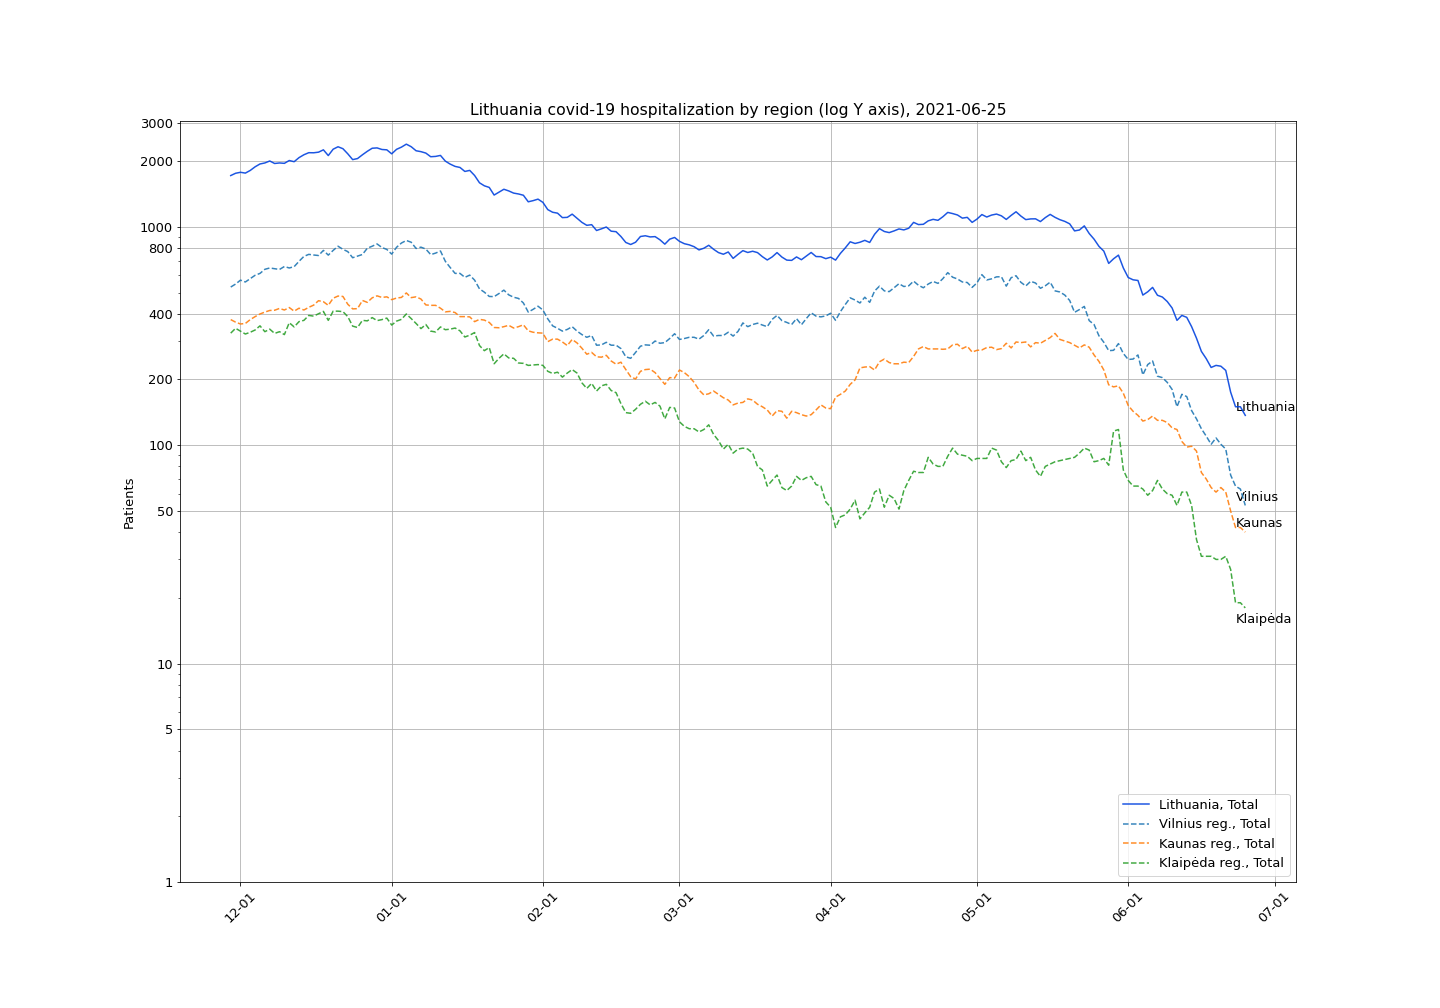 Lithuania covid-19 hospitalization by region (log Y axis), 2021-06-25
3000
2000
1000
800
400
200
100
50
10
5
1
Patients
Lithuania
Vilnius
Kaunas
Klaipėda
Lithuania, Total
Vilnius reg., Total
Kaunas reg., Total
Klaipėda reg., Total
12-01
01-01
02-01
03-01
04-01
05-01
06-01
07-01